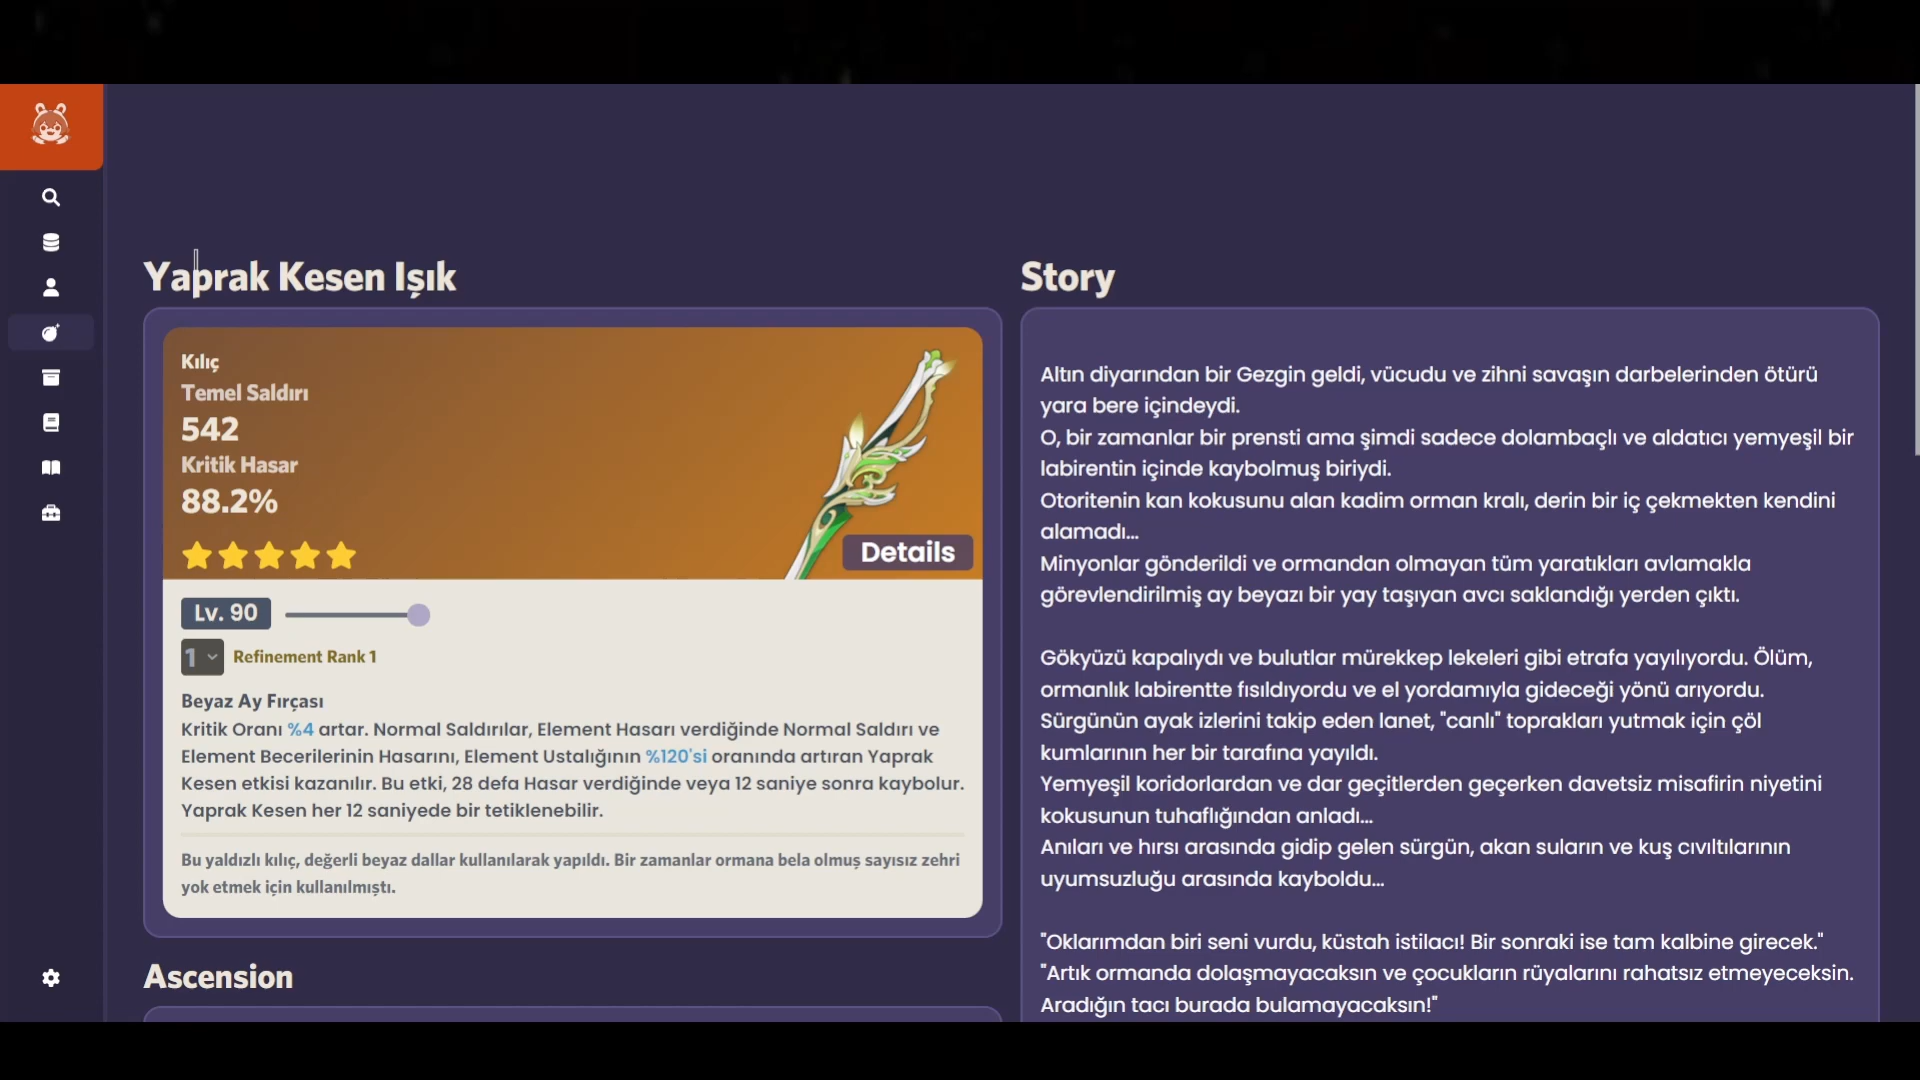 Yaprak Kesen Işık
Kılıç
Temel Saldırı
542
Kritik Hasar
88.2%
Details
Lv. 90
1
Refinement Rank 1
Beyaz Ay Fırçası
Kritik Oranı %4 artar. Normal Saldırılar, Element Hasarı verdiğinde Normal Saldırı ve
Element Becerilerinin Hasarını, Element Ustalığının %120'si oranında artıran Yaprak
Kesen etkisi kazanılır. Bu etki, 28 defa Hasar verdiğinde veya 12 saniye sonra kaybolur.
Yaprak Kesen her 12 saniyede bir tetiklenebilir.
Bu yaldızlı kılıç, değerli beyaz dallar kullanılarak yapıldı. Bir zamanlar ormana bela olmuş sayısız zehri
yok etmek için kullanılmıştı.
Ascension
Story
Altın diyarından bir Gezgin geldi, vücudu ve zihni savaşın darbelerinden ötürü
yara bere içindeydi.
O, bir zamanlar bir prensti ama şimdi sadece dolambaçlı ve aldatıcı yemyeşil bir
labirentin içinde kaybolmuş biriydi.
Otoritenin kan kokusunu alan kadim orman kralı, derin bir iç çekmekten kendini
alamadı...
Minyonlar gönderildi ve ormandan olmayan tüm yaratıkları avlamakla
görevlendirilmiş ay beyazı bir yay taşıyan avcı saklandığı yerden çıktı.
Gökyüzü kapalıydı ve bulutlar mürekkep lekeleri gibi etrafa yayılıyordu. Ölüm,
ormanlık labirentte fısıldıyordu ve el yordamıyla gideceği yönü arıyordu.
Sürgünün ayak izlerini takip eden lanet, "canlı" toprakları yutmak için çöl
kumlarının her bir tarafına yayıldı.
Yemyeşil koridorlardan ve dar geçitlerden geçerken davetsiz misafirin niyetini
kokusunun tuhaflığından anladı...
Anıları ve hırsı arasında gidip gelen sürgün, akan suların ve kuş cıvıltılarının
uyumsuzluğu arasında kayboldu...
"Oklarımdan biri seni vurdu, küstah istilacı! Bir sonraki ise tam kalbine girecek."
"Artık ormanda dolaşmayacaksın ve çocukların rüyalarını rahatsız etmeyeceksin.
Aradığın tacı burada bulamayacaksın!"